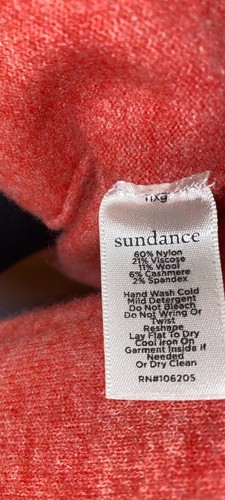 sundance
60% Nylon
21% Viscose
11% Wool
6% Cashmere
2% Spandex
Hand Wash Cold
Mild Detergent
Do Not Bleach
Do Not Wring Or
Twist
Reshape
Lay Flat To Dry
Cool Iron On
Garment Inside if
Needed
Or Dry Clean
RN#106205